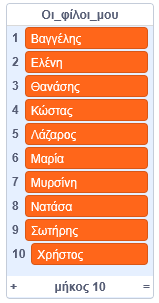 Οι_φίλοι_μου
1 Βαγγέλης
2 Ελένη
3 Θανάσης
4 Κώστας
5 Λάζαρος
6 Μαρία
7 Μυρσίνη
8 Νατάσα
9 Σωτήρης
10 Χρήστος
+ μήκος 10 =